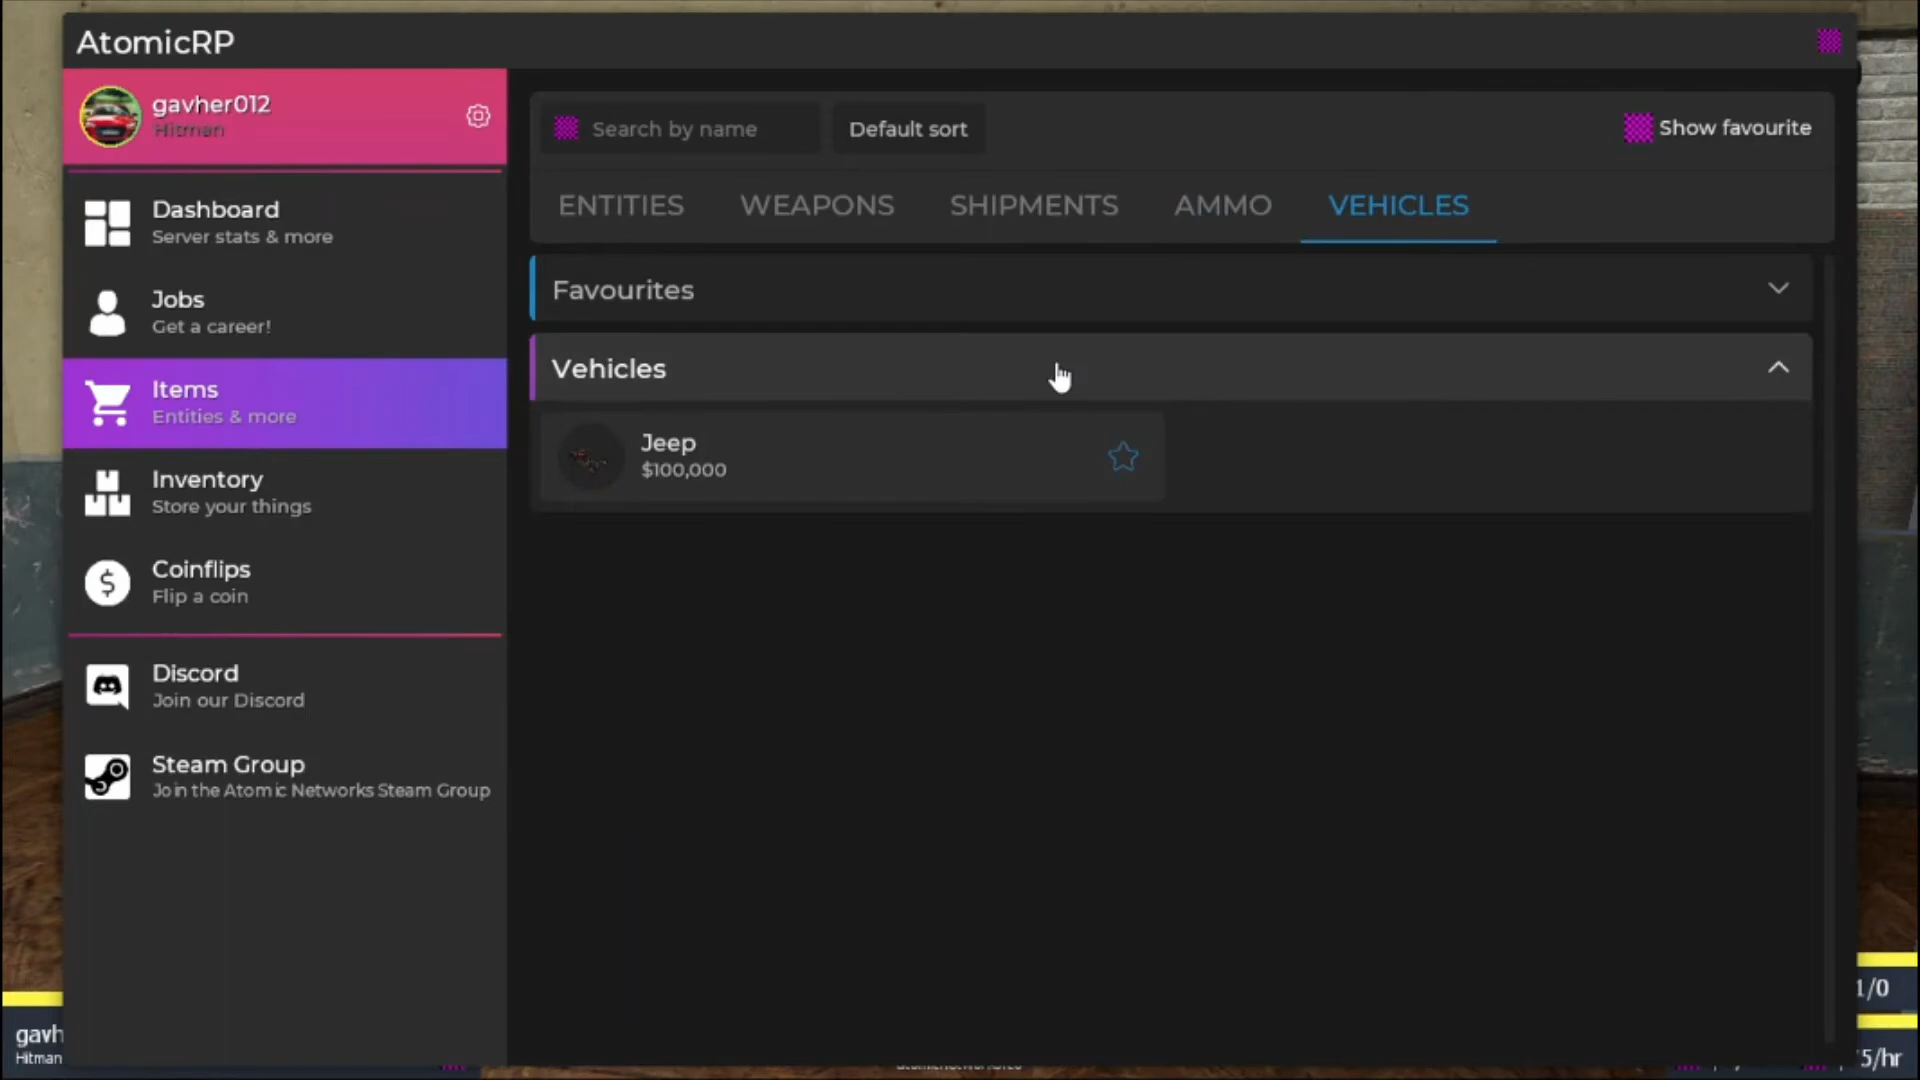 AtomicRP
gavher012
Hitman
Dashboard
Server stats & more
Jobs
Get a career!
Items
Entities & more
Inventory
Store your things
Coinflips
Flip a coin
Discord
Join our Discord
Steam Group
Join the Atomic Networks Steam Group
Search by name
Default sort
Show favourite
ENTITIES WEAPONS SHIPMENTS AMMO VEHICLES
Favourites
Vehicles
Jeep
$100,000
gavh
Hitman
1/0
5/hr